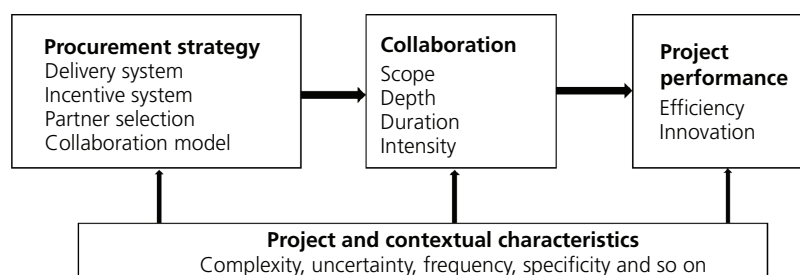 Procurement strategy
Delivery system
Incentive system
Partner selection
Collaboration model
Collaboration
Scope
Depth
Duration
Intensity
Project
performance
Efficiency
Innovation
Project and contextual characteristics
Complexity, uncertainty, frequency, specificity and so on